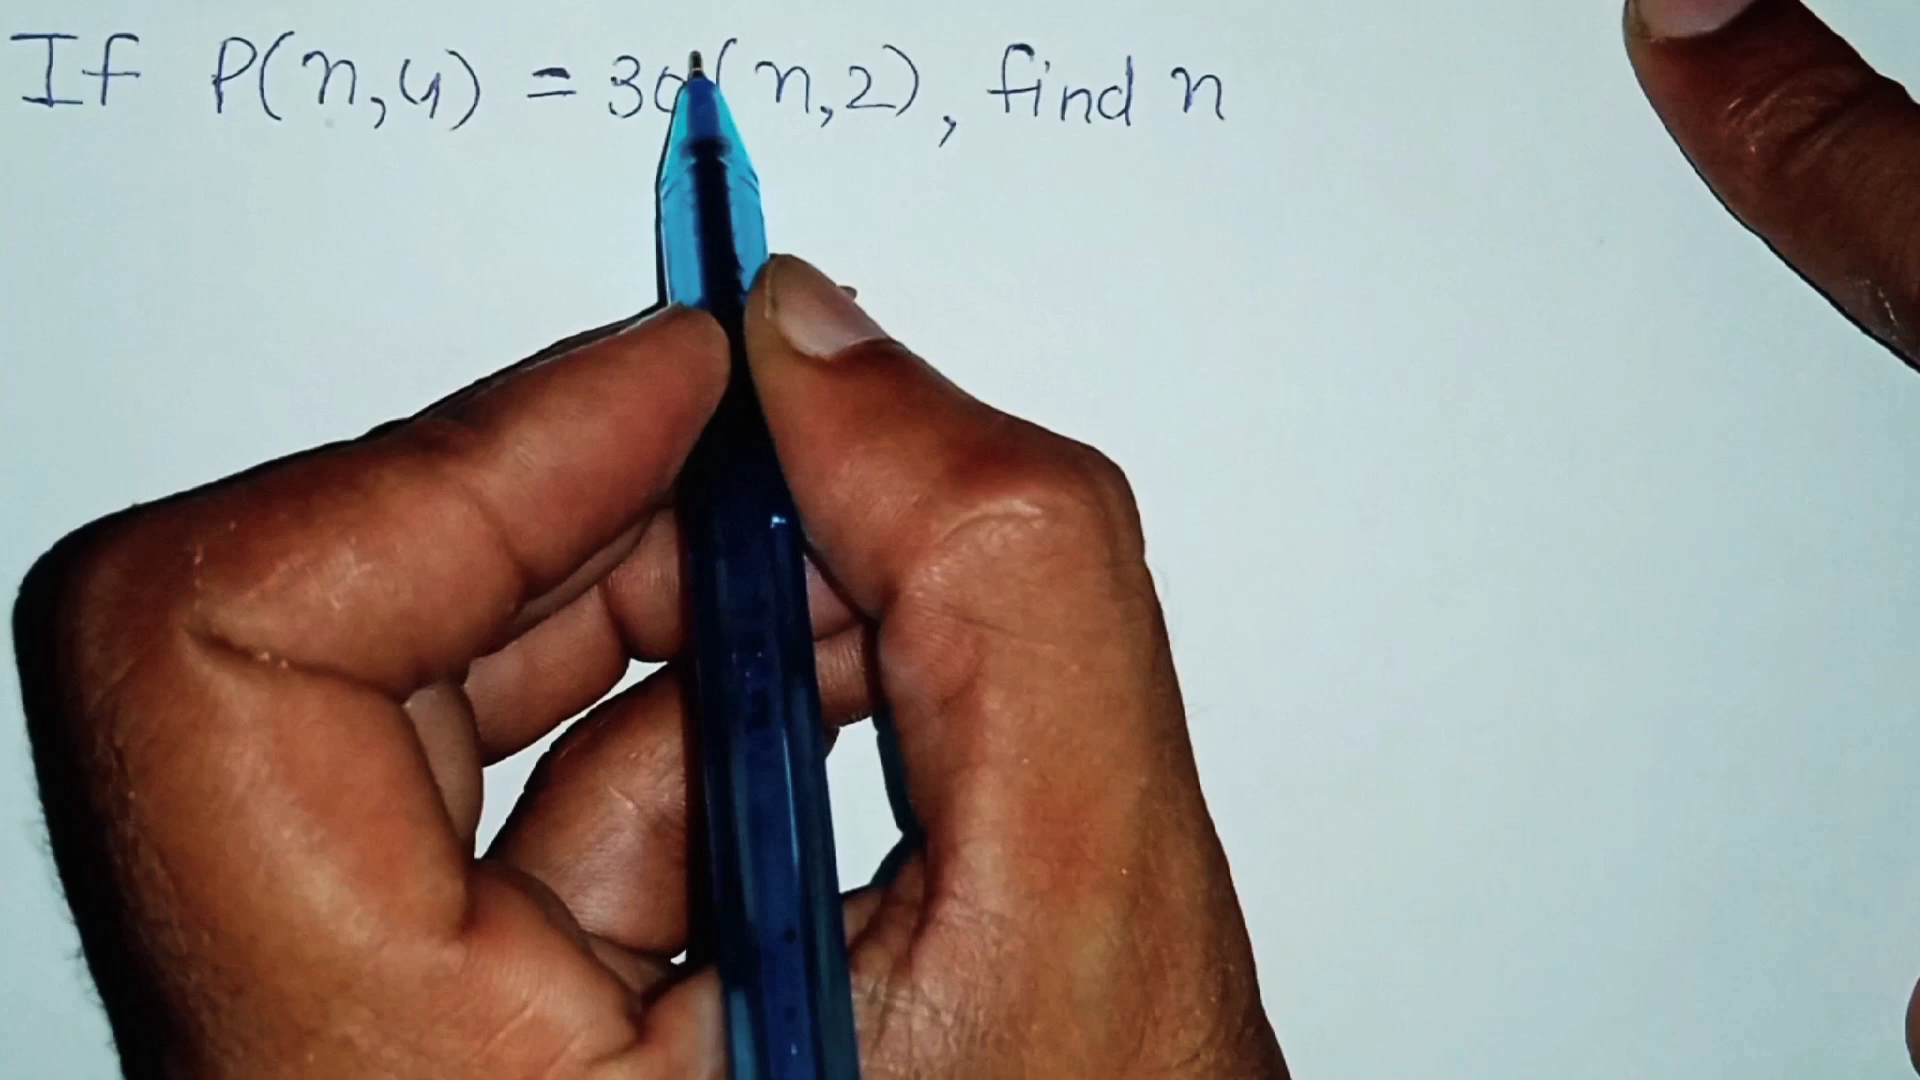 If P(n,4) = 30(n,2), find n